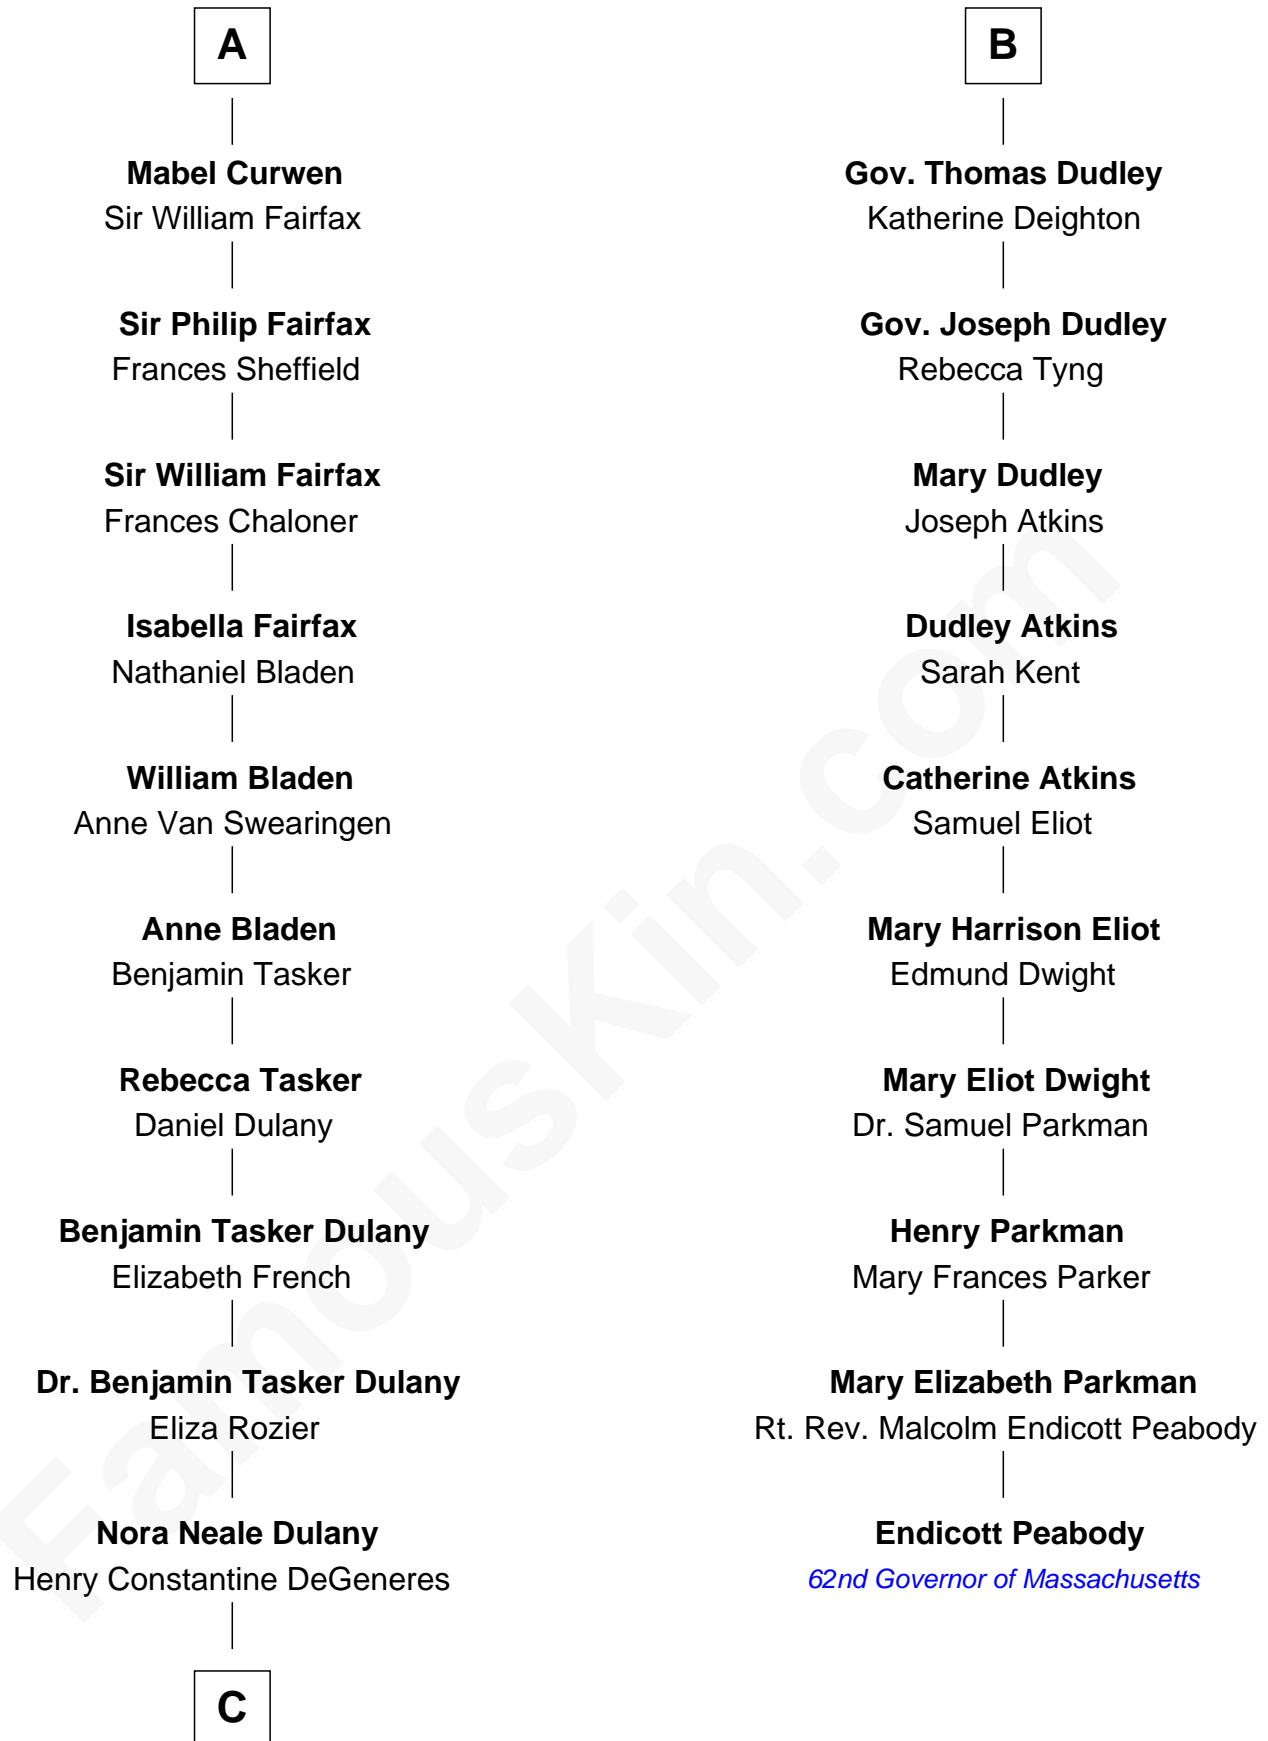 A
Mabel Curwen
Sir William Fairfax
Sir Philip Fairfax
Frances Sheffield
Sir William Fairfax
Frances Chaloner
Isabella Fairfax
Nathaniel Bladen
William Bladen
Anne Van Swearingen
Anne Bladen
Benjamin Tasker
Rebecca Tasker
Daniel Dulany
Benjamin Tasker Dulany
Elizabeth French
Dr. Benjamin Tasker Dulany
Eliza Rozier
Nora Neale Dulany
Henry Constantine DeGeneres
C
B
Gov. Thomas Dudley
Katherine Deighton
Gov. Joseph Dudley
Rebecca Tyng
Mary Dudley
Joseph Atkins
Dudley Atkins
Sarah Kent
Catherine Atkins
Samuel Eliot
Mary Harrison Eliot
Edmund Dwight
Mary Eliot Dwight
Dr. Samuel Parkman
Henry Parkman
Mary Frances Parker
Mary Elizabeth Parkman
Rt. Rev. Malcolm Endicott Peabody
Endicott Peabody
62nd Governor of Massachusetts
FamousKin.com